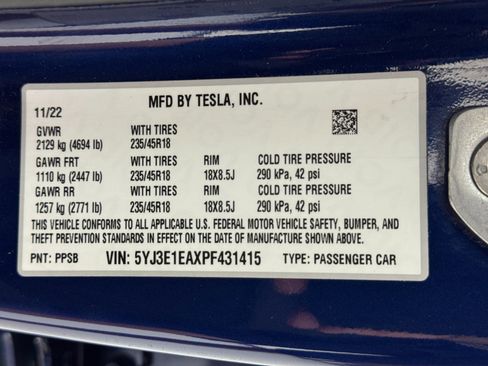 MFD BY TESLA, INC.
11/22
GVWR WITH TIRES
2129 kg (4694 lb) 235/45R18
GAWR FRT WITH TIRES RIM COLD TIRE PRESSURE
1110 kg (2447 lb) 235/45R18 18X8.5J 290 kPa, 42 psi
GAWR RR WITH TIRES RIM COLD TIRE PRESSURE
1257 kg (2771 lb) 235/45R18 18X8.5J 290 kPa, 42 psi
THIS VEHICLE CONFORMS TO ALL APPLICABLE U.S. FEDERAL MOTOR VEHICLE SAFETY, BUMPER, AND
THEFT PREVENTION STANDARDS IN EFFECT ON THE DATE OF MANUFACTURE SHOWN ABOVE.
PNT: PPSB VIN: 5YJ3E1EAXPF431415 TYPE: PASSENGER CAR